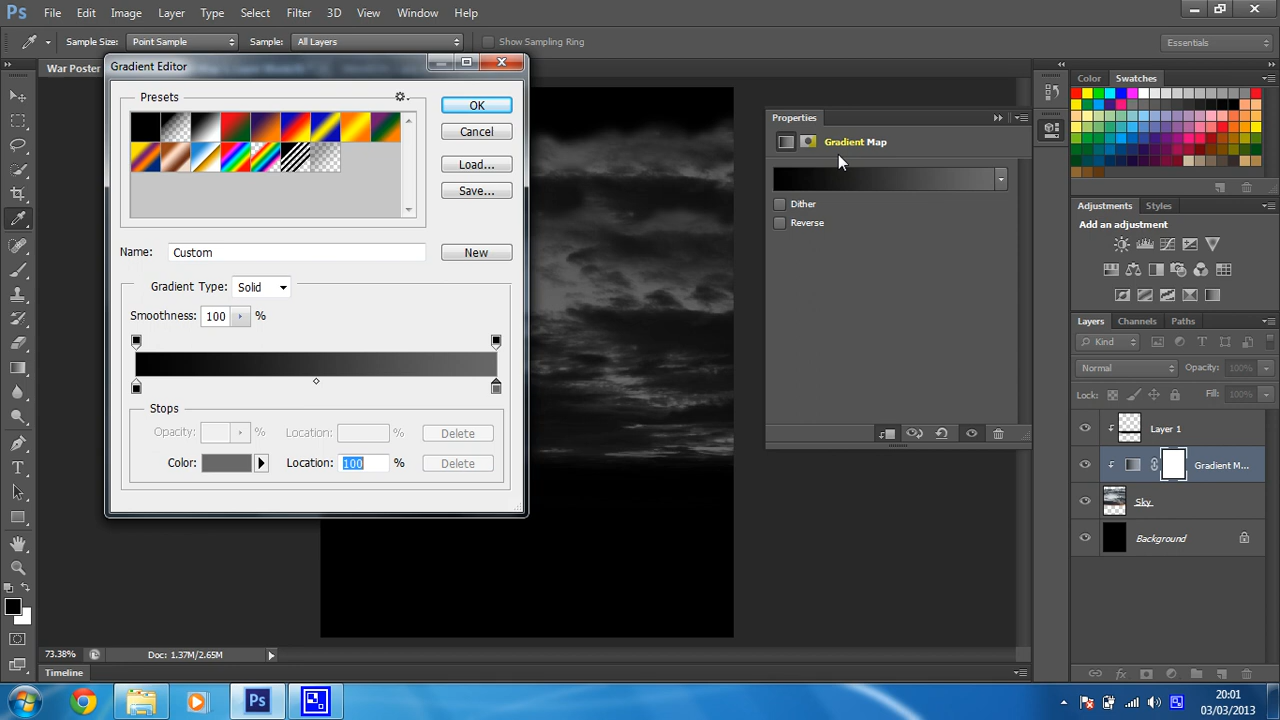 Ps File Edit Image Layer Type Select Filter 3D View Window Help
Sample Size: Point Sample Sample: All Layers Show Sampling Ring Essentials
War Poster
Gradient Editor
Presets
OK
Cancel
Load...
Save...
Name: Custom New
Gradient Type: Solid
Smoothness: 100 %
Stops
Opacity: % Location: % Delete
Color: Location: 100 % Delete
Properties
Gradient Map
Dither
Reverse
Color Swatches
Adjustments Styles
Add an adjustment
Layers Channels Paths
Kind
Normal Opacity: 100%
Lock: Fill: 100%
Layer 1
Gradient M...
Sky
Background
73.38% Doc: 1.37M/2.65M
Timeline
Ps
20:01
03/03/2013